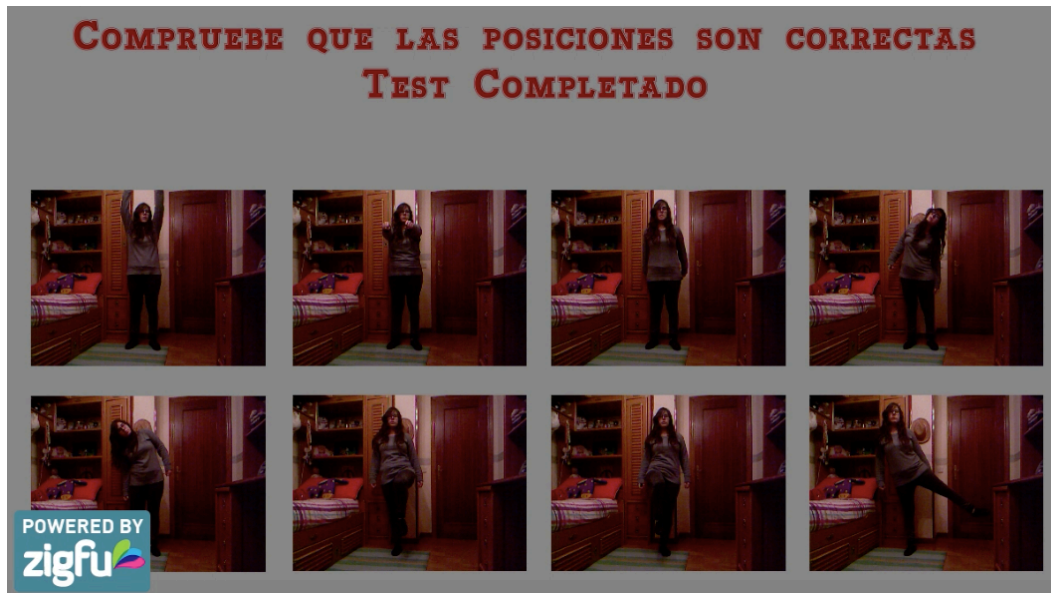 COMPRUEBE QUE LAS POSICIONES SON CORRECTAS
TEST COMPLETADO
POWERED BY
zigfu